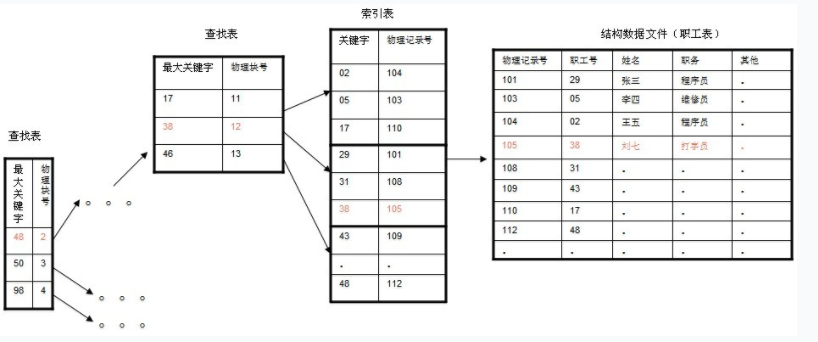 查找表
最大关键字 物理块号
48 2
50 3
98 4
。 。 。
。 。 。
。 。 。
查找表
最大关键字 物理块号
17 11
38 12
46 13
索引表
关键字 物理记录号
02 104
05 103
17 110
29 101
31 108
38 105
43 109
. .
48 112
结构数据文件（职工表）
物理记录号 职工号 姓名 职务 其他
101 29 张三 程序员 .
103 05 李四 维修员 .
104 02 王五 程序员 .
105 38 刘七 打字员 .
108 31 . . .
109 43 . . .
110 17 . . .
112 48 . . .
. . . . .